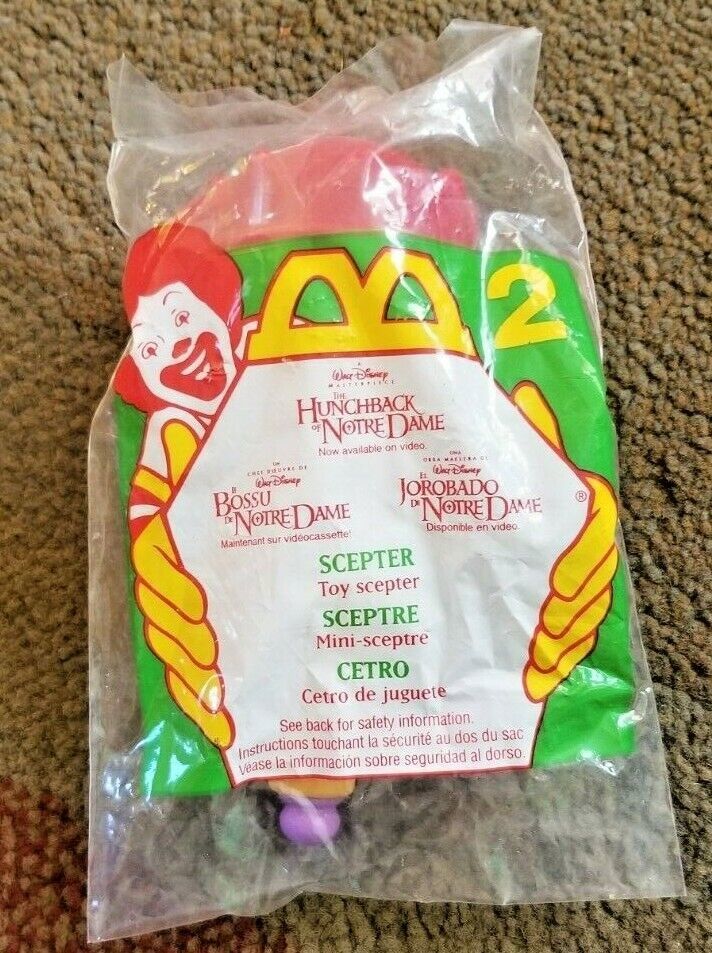 2
A
Walt Disney
MASTERPIECE
THE
HUNCHBACK
OF NOTRE DAME
Now available on video.
UN
CHEF D'ŒUVRE DE
Walt Disney
LE
BOSSU
DE NOTRE DAME
Maintenant sur vidéocassette!
UNA
OBRA MAESTRA DE
Walt Disney
EL
JOROBADO
DE NOTRE DAME
Disponible en video.
®
SCEPTER
Toy scepter
SCEPTRE
Mini-sceptre
CETRO
Cetro de juguete
See back for safety information.
Instructions touchant la sécurité au dos du sac
Véase la información sobre seguridad al dorso.